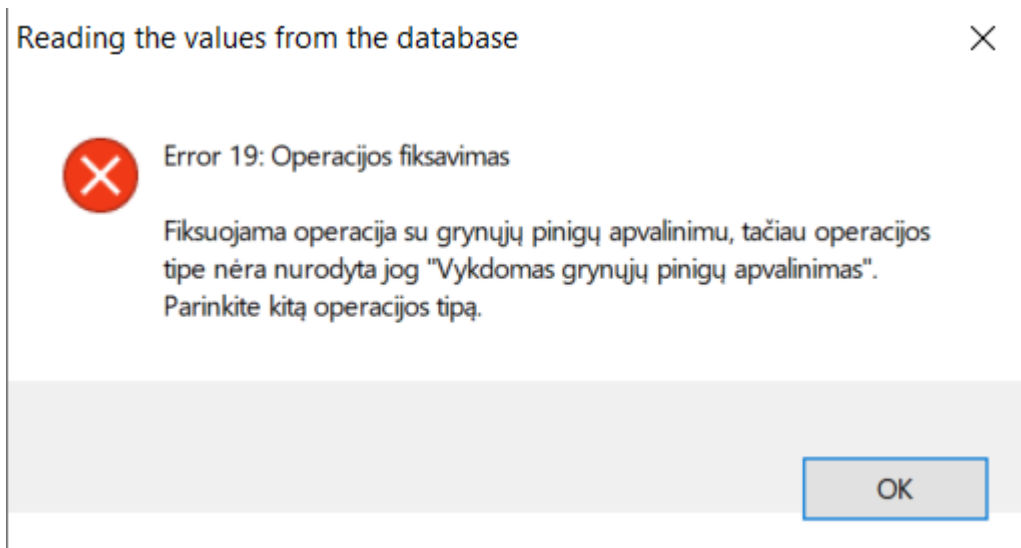 Reading the values from the database
Error 19: Operacijos fiksavimas
Fiksuojama operacija su grynųjų pinigų apvalinimu, tačiau operacijos
tipe nėra nurodyta jog "Vykdomas grynųjų pinigų apvalinimas".
Parinkite kitą operacijos tipą.
OK